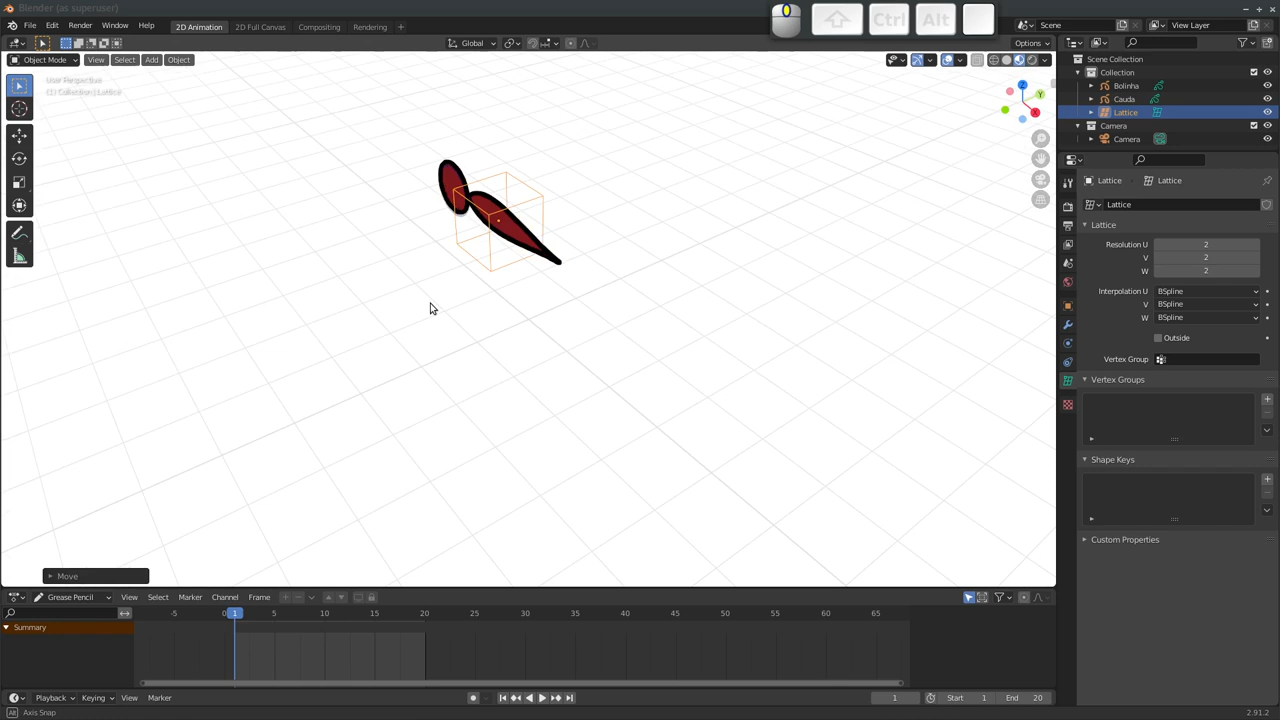 Blender (as superuser)
File Edit Render Window Help 2D Animation 2D Full Canvas Compositing Rendering
Ctrl Alt
Scene View Layer
Global Options
Object Mode View Select Add Object
User Perspective
(1) Collection | Lattice
Z Y X
Scene Collection
Collection
Bolinha
Cauda
Lattice
Camera
Camera
Lattice Lattice
Lattice
Lattice
Resolution U 2
V 2
W 2
Interpolation U BSpline
V BSpline
W BSpline
Outside
Vertex Group
Vertex Groups
Shape Keys
Custom Properties
Move
Grease Pencil View Select Marker Channel Frame
-5 0 1 5 10 15 20 25 30 35 40 45 50 55 60 65
Summary
Playback Keying View Marker 1 Start 1 End 20
Axis Snap 2.91.2